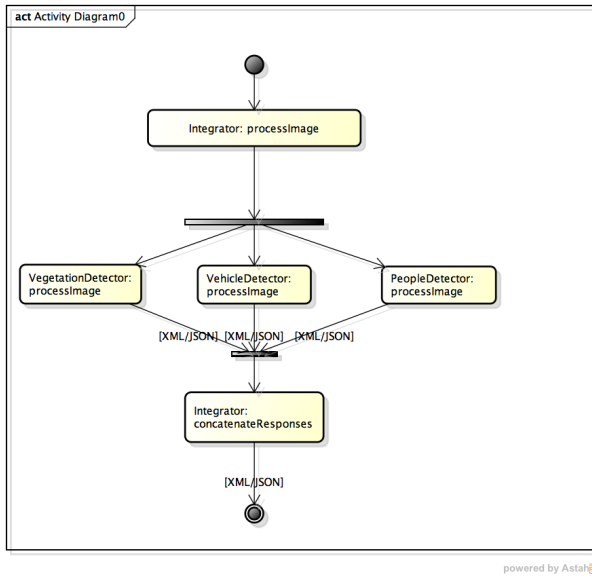 act Activity Diagram0
Integrator: processImage
VegetationDetector:
processImage
VehicleDetector:
processImage
PeopleDetector:
processImage
[XML/JSON]
[XML/JSON]
[XML/JSON]
Integrator:
concatenateResponses
[XML/JSON]
powered by Astah